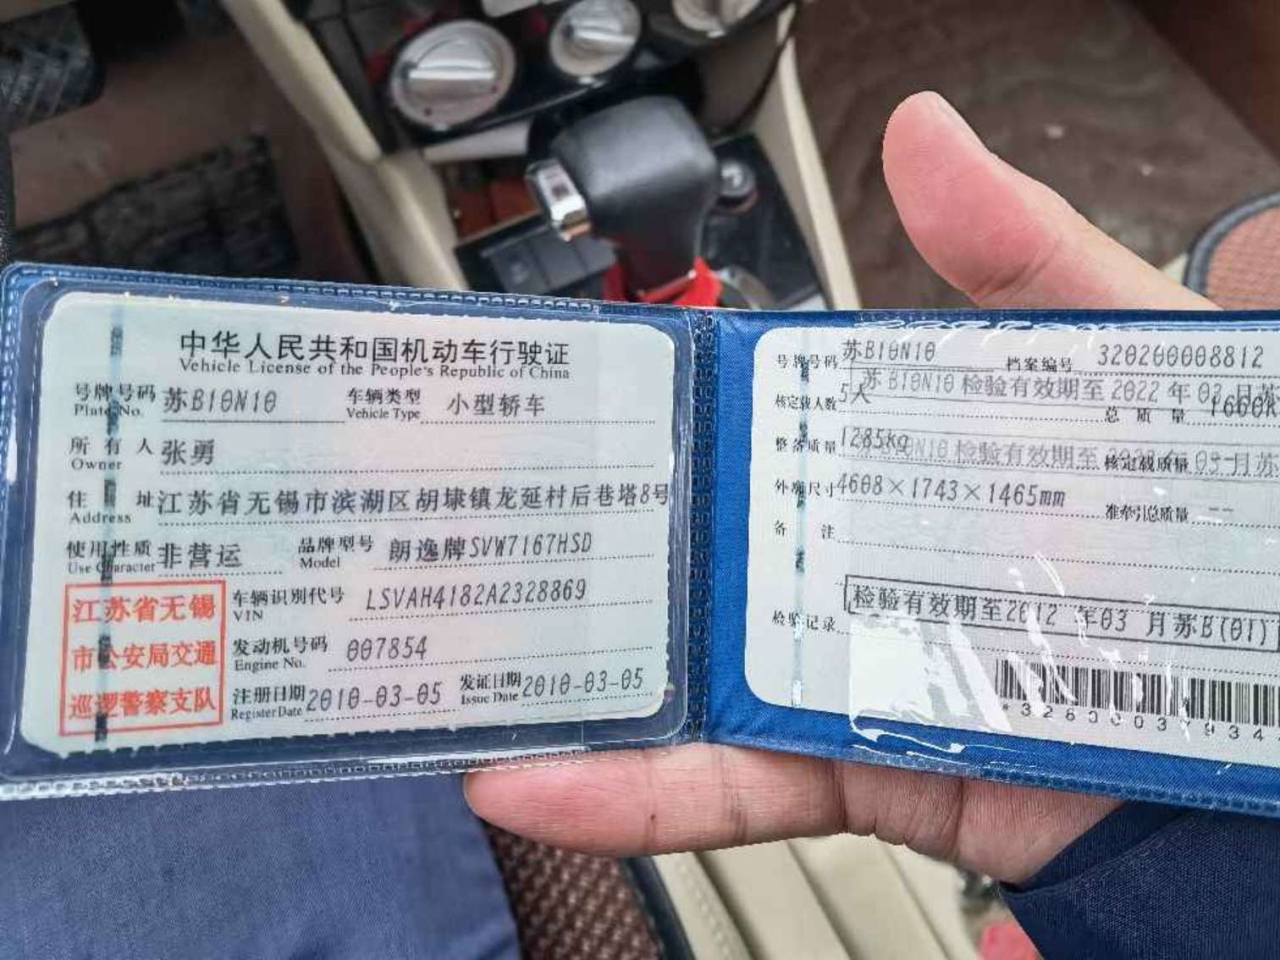 中华人民共和国机动车行驶证
Vehicle License of the People's Republic of China
号牌号码 苏B10N10 车辆类型 小型轿车
Plate No. Vehicle Type
所有人 张勇
Owner
住址 江苏省无锡市滨湖区胡埭镇龙延村后巷塔8号
Address
使用性质 非营运 品牌型号 朗逸牌SVW7167HSD
Use Character Model
江苏省无锡
市公安局交通
巡逻警察支队
车辆识别代号 LSVAH4182A2328869
VIN
发动机号码 007854
Engine No.
注册日期 2010-03-05 发证日期 2010-03-05
Register Date Issue Date
号牌号码 苏B10N10 档案编号 320200008812
苏B10N10 检验有效期至 2022 年 03 月苏
核定载人数 5人 总质量
整备质量 1285kg 核定载质量
检验有效期至
外廓尺寸 4608×1743×1465mm 准牵引总质量 --
备注
检验有效期至2012 年03 月苏B(01)
检验记录